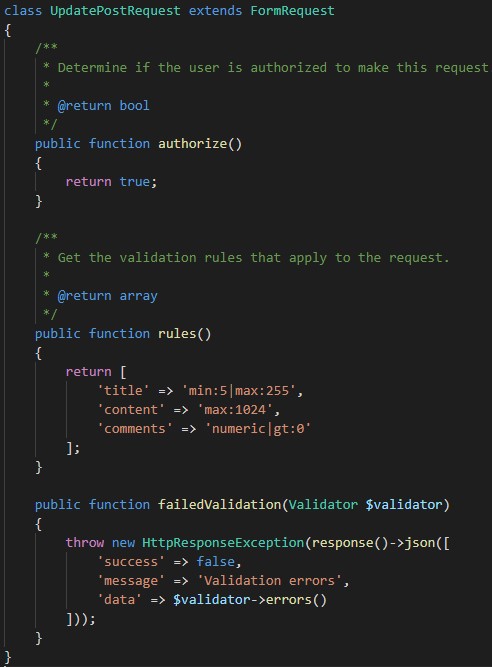 class UpdatePostRequest extends FormRequest
{
    /**
     * Determine if the user is authorized to make this request
     *
     * @return bool
     */
    public function authorize()
    {
        return true;
    }

    /**
     * Get the validation rules that apply to the request.
     *
     * @return array
     */
    public function rules()
    {
        return [
            'title' => 'min:5|max:255',
            'content' => 'max:1024',
            'comments' => 'numeric|gt:0'
        ];
    }

    public function failedValidation(Validator $validator)
    {
        throw new HttpResponseException(response()->json([
            'success' => false,
            'message' => 'Validation errors',
            'data' => $validator->errors()
        ]));
    }
}